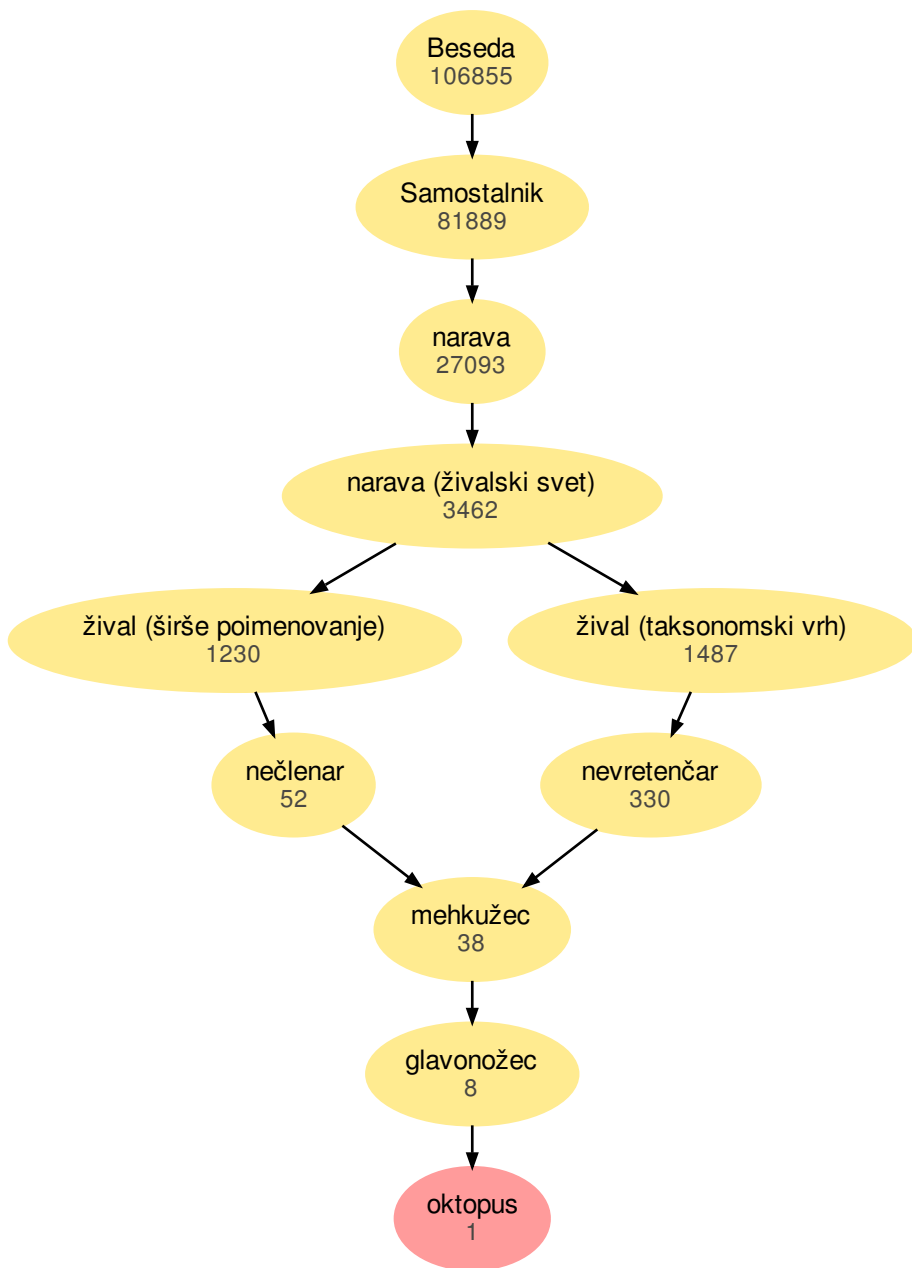 Beseda
106855
Samostalnik
81889
narava
27093
narava (živalski svet)
3462
žival (širše poimenovanje)
1230
žival (taksonomski vrh)
1487
nečlenar
52
nevretenčar
330
mehkužec
38
glavonožec
8
oktopus
1